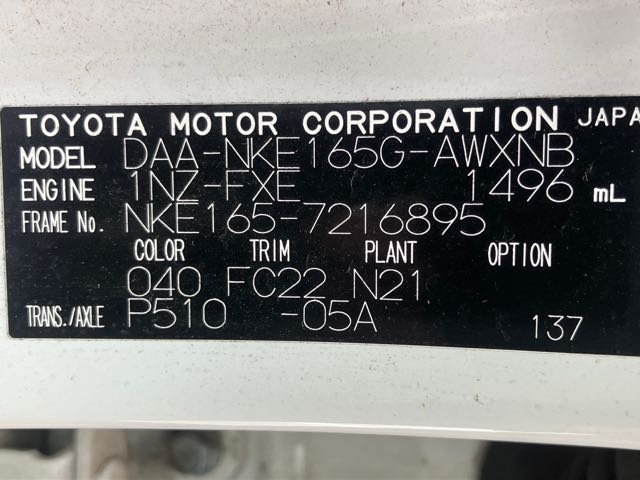 TOYOTA MOTOR CORPORATION JAPA
MODEL DAA-NKE165G-AWXNB
ENGINE 1NZ-FXE 1496 mL
FRAME No. NKE165-7216895
COLOR TRIM PLANT OPTION
040 FC22 N21
TRANS./AXLE P510 -05A 137